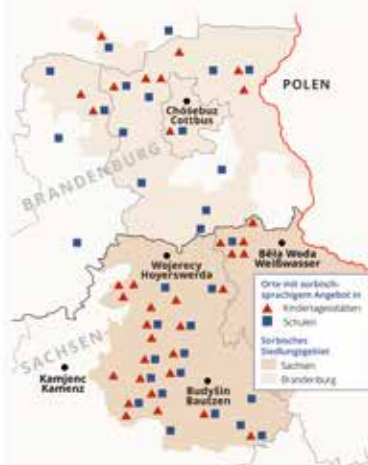 POLEN
Chóśebuz
Cottbus
BRANDENBURG
Wojerecy
Hoyerswerda
Běła Woda
Weißwasser
Orte mit sorbisch-
sprachigem Angebot in
Kindertagesstätten
Schulen
Sorbisches
Siedlungsgebiet
Sachsen
Brandenburg
SACHSEN
Kamjenc
Kamenz
Budyšin
Bautzen